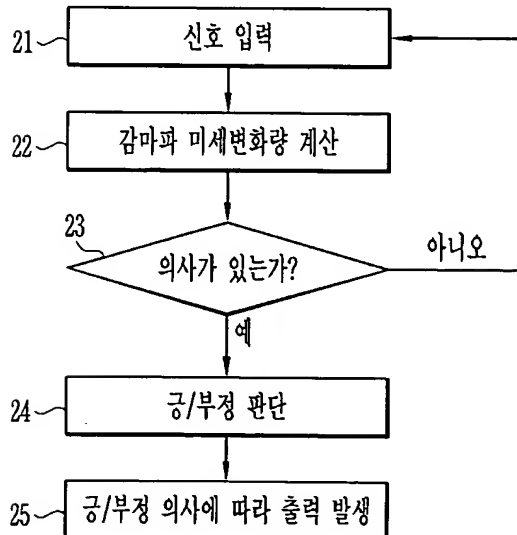 21 신호 입력
22 감마파 미세변화량 계산
23
의사가 있는가?
아니오
예
24 긍/부정 판단
25 긍/부정 의사에 따라 출력 발생